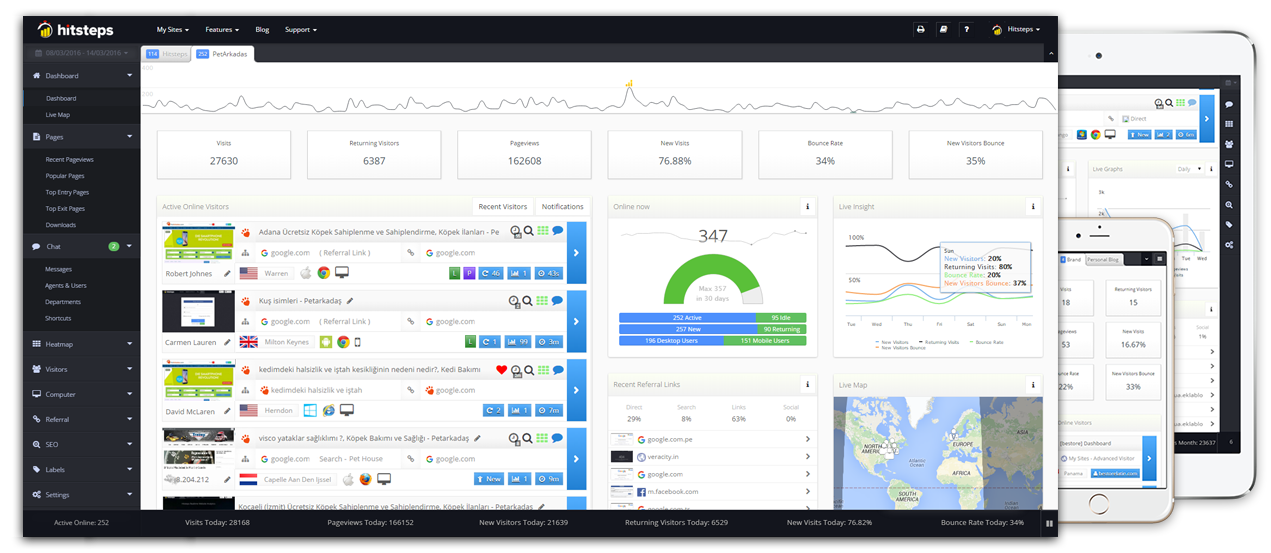 hitsteps
My Sites
Features
Blog
Support
?
Hitsteps
08/03/2016 - 14/03/2016
114 Hitsteps
252 PetArkadas
Dashboard
Dashboard
Live Map
Pages
Recent Pageviews
Popular Pages
Top Entry Pages
Top Exit Pages
Downloads
Chat 2
Messages
Agents & Users
Departments
Shortcuts
Heatmap
Visitors
Computer
Referral
SEO
Labels
Settings
400
200
Visits
27630
Returning Visitors
6387
Pageviews
162608
New Visits
76.88%
Bounce Rate
34%
New Visitors Bounce
35%
Active Online Visitors
Recent Visitors
Notifications
Adana Ücretsiz Köpek Sahiplenme ve Sahiplendirme, Köpek İlanları - Pe
google.com ( Referral Link )
google.com
Robert Johnes
Warren
L P 46 1 43s
Kuş isimleri - Petarkadaş
google.com ( Referral Link )
google.com
Carmen Lauren
Milton Keynes
L 1 99 3m
kedimdeki halsizlik ve iştah kesikliğinin nedeni nedir?, Kedi Bakımı
kedimdeki halsizlik ve iştah
google.com
David McLaren
Herndon
2 1 7m
visco yataklar sağlıklımı ?, Köpek Bakımı ve Sağlığı - Petarkadaş
google.com Search - Pet House
google.com
8.204.212
Capelle Aan Den Ijssel
New 1 9m
Kocaeli (İzmit) Ücretsiz Köpek Sahiplenme ve Sahiplendirme, Köpek İlanları - Petarkadaş
Online now
347
Max 357
in 30 days
252 Active 95 Idle
257 New 90 Returning
196 Desktop Users 151 Mobile Users
Live Insight
100%
50%
Sun,
New Visitors: 20%
Returning Visits: 80%
Bounce Rate: 20%
New Visitors Bounce: 37%
Tue Wed Thu Fri Sat Sun Mon
New Visitors Returning Visits Bounce Rate
New Visitors Bounce
Recent Referral Links
Direct Search Links Social
29% 8% 63% 0%
google.com.pe
veracity.in
google.com
m.facebook.com
Live Map
NORTH
AMERICA
EUROPE
ASIA
Atlantic
Ocean
AFRICA
SOUTH
AMERICA
Active Online: 252
Visits Today: 28168
Pageviews Today: 166152
New Visitors Today: 21639
Returning Visitors Today: 6529
New Visits Today: 76.82%
Bounce Rate Today: 34%
Direct
New 2 6m
Live Graphs
Daily
3k
2k
Tue Wed
Social
1%
Month: 23637
Brand
Personal Blog
Visits
18
Returning Visitors
15
Pageviews
53
New Visits
16.67%
Bounce Rate
22%
New Visitors Bounce
33%
Online Visitors
[bestore] Dashboard
My Sites - Advanced Visitor
Panama